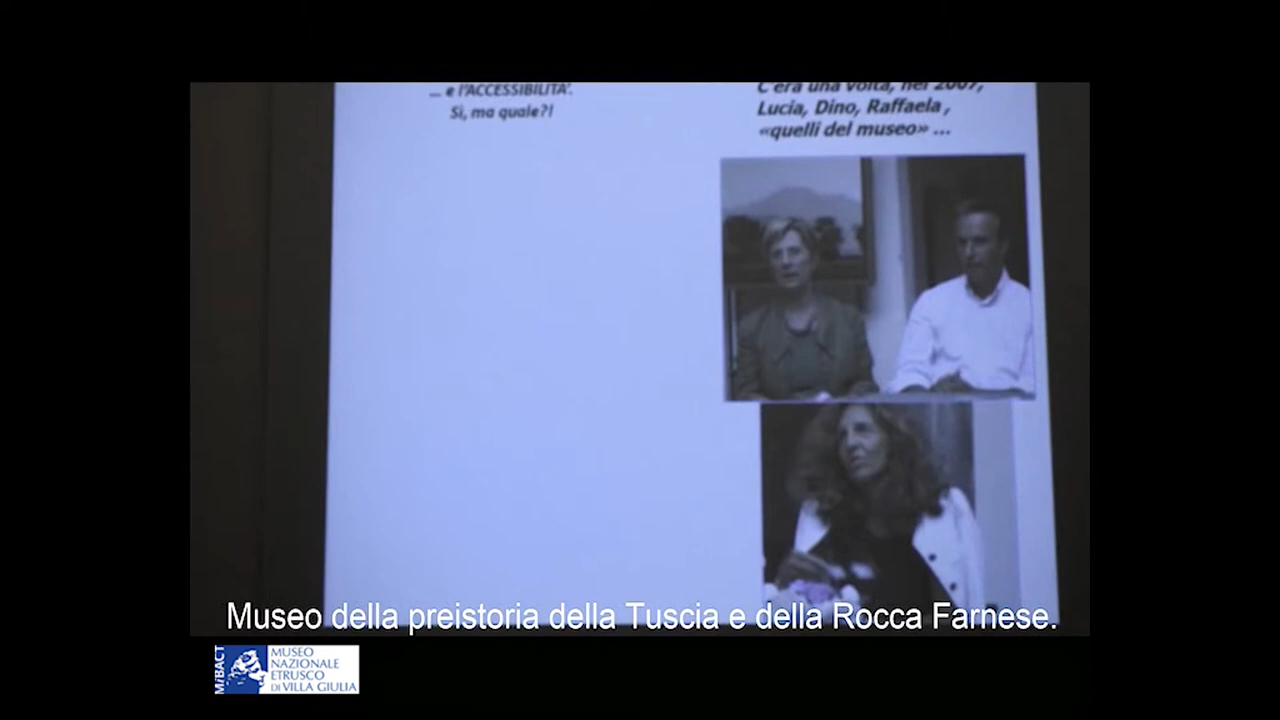 ... e l'ACCESSIBILITA'.
Sì, ma quale?!
C'era una volta, nel 2007,
Lucia, Dino, Raffaela ,
«quelli del museo» ...
Museo della preistoria della Tuscia e della Rocca Farnese.
MiBACT
MUSEO
NAZIONALE
ETRUSCO
DI VILLA GIULIA